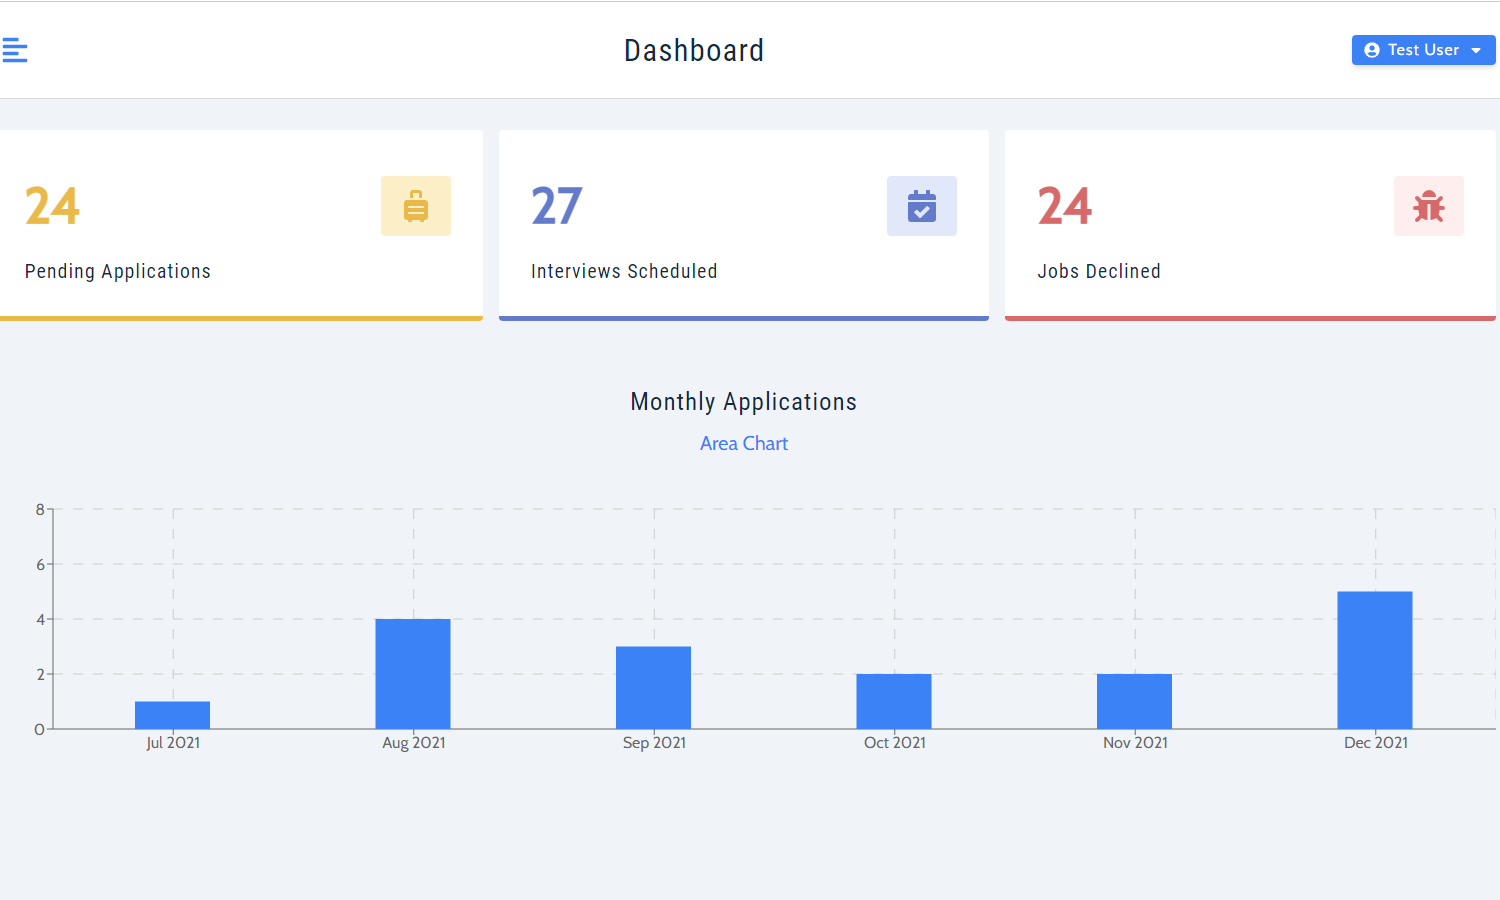 Dashboard
Test User
24
Pending Applications
27
Interviews Scheduled
24
Jobs Declined
Monthly Applications
Area Chart
8
6
4
2
0
Jul 2021 Aug 2021 Sep 2021 Oct 2021 Nov 2021 Dec 2021